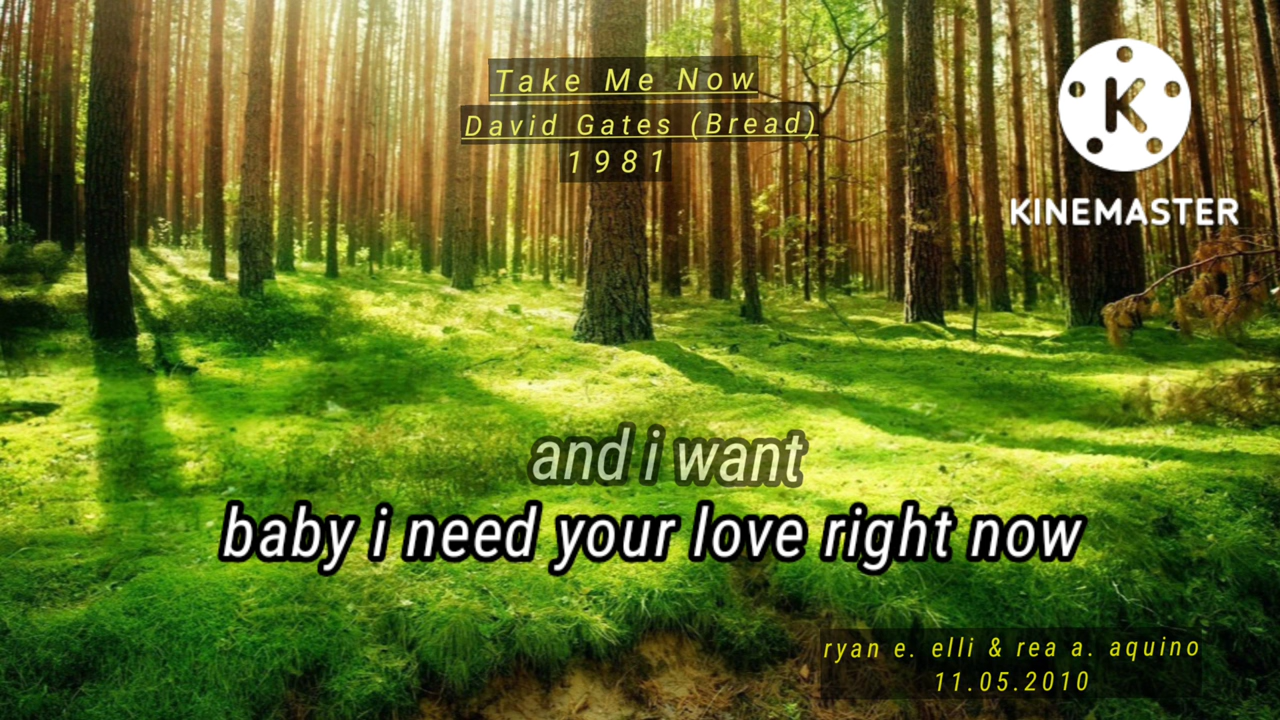 Take Me Now
David Gates (Bread)
1981
K
KINEMASTER
and i want
baby i need your love right now
ryan e. elli & rea a. aquino
11.05.2010